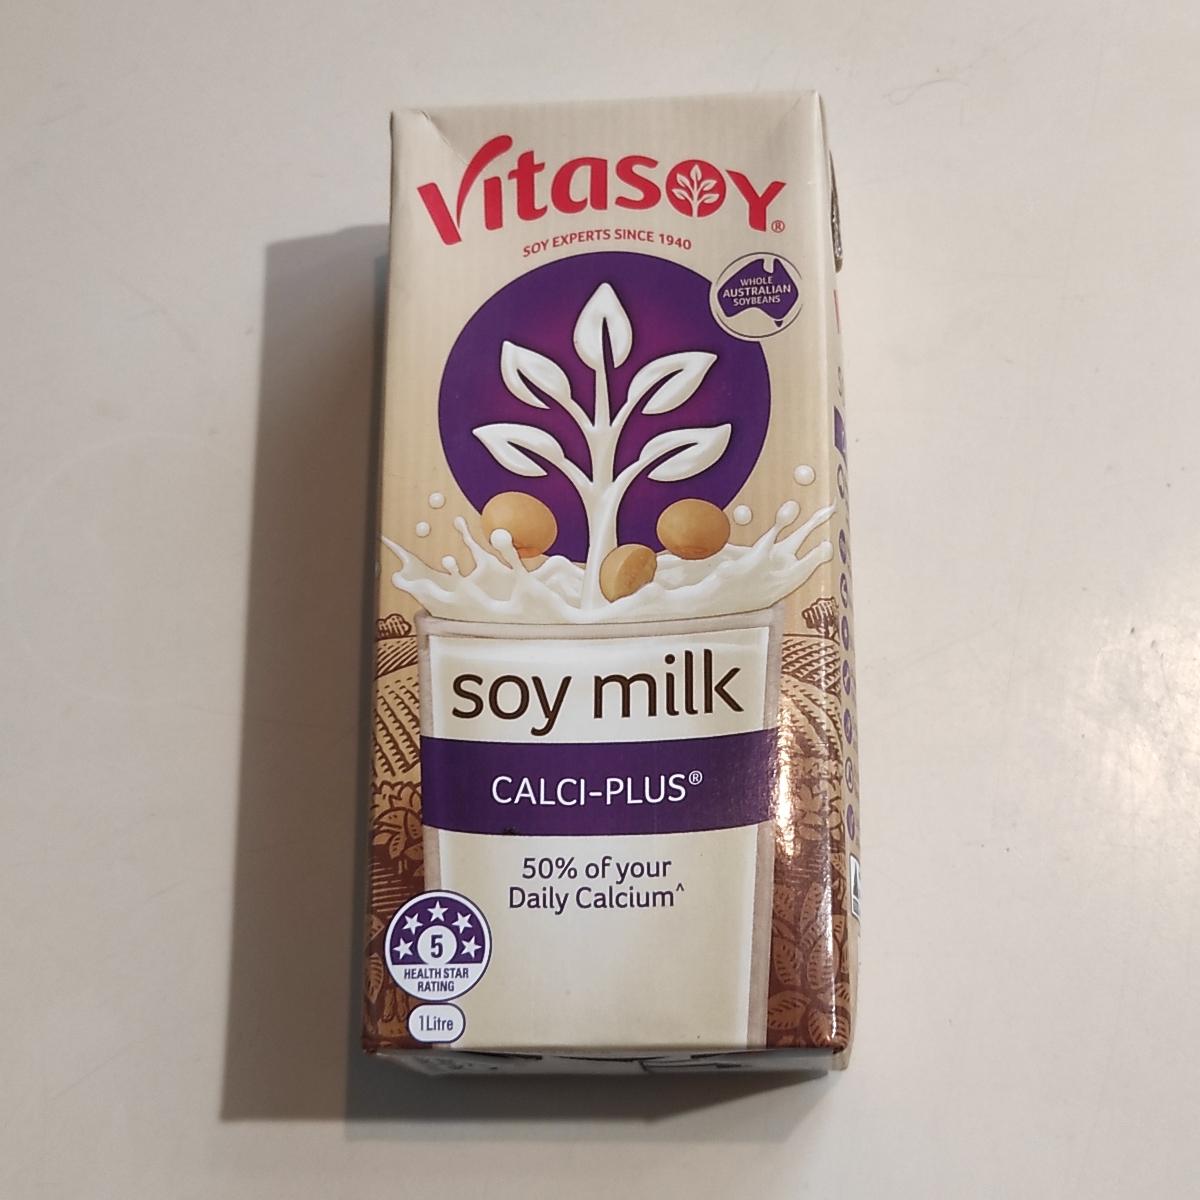 Vitasoy®
SOY EXPERTS SINCE 1940
WHOLE
AUSTRALIAN
SOYBEANS
soy milk
CALCI-PLUS®
50% of your
Daily Calcium^
5
HEALTH STAR
RATING
1 Litre